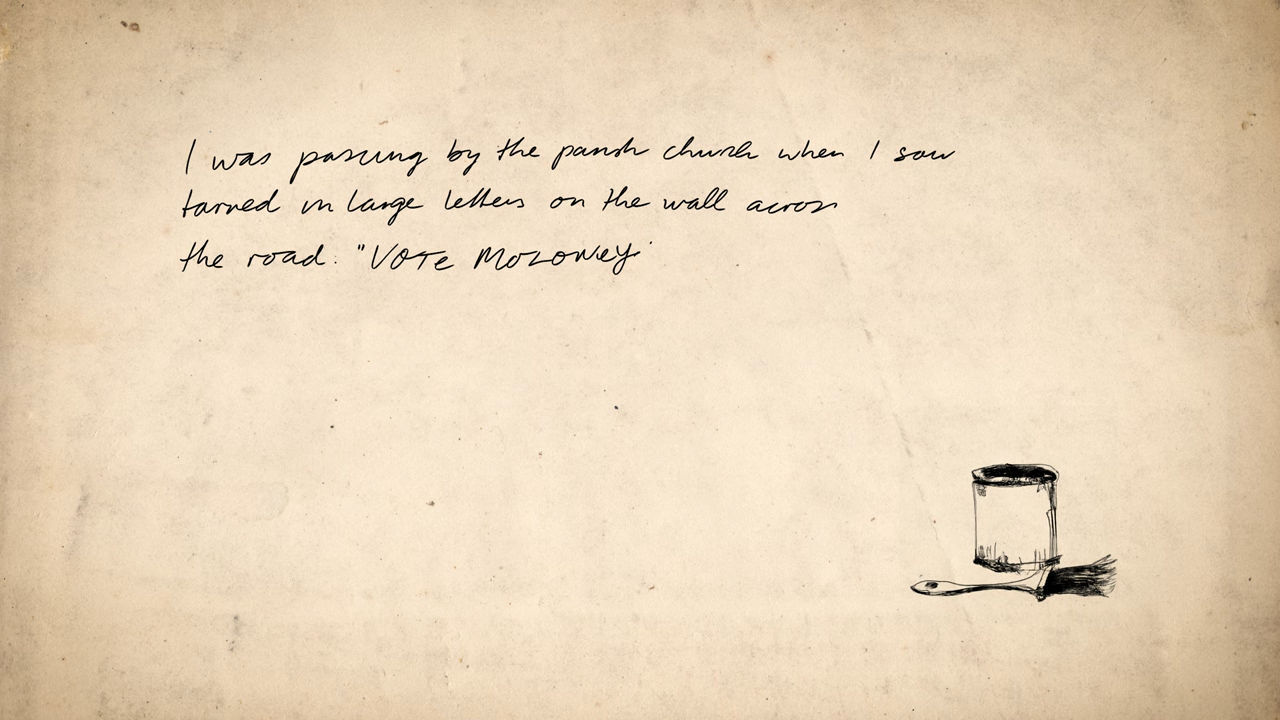 I was passing by the parish church when I saw
tarred in large letters on the wall across
the road. "VOTE MOLONEY."